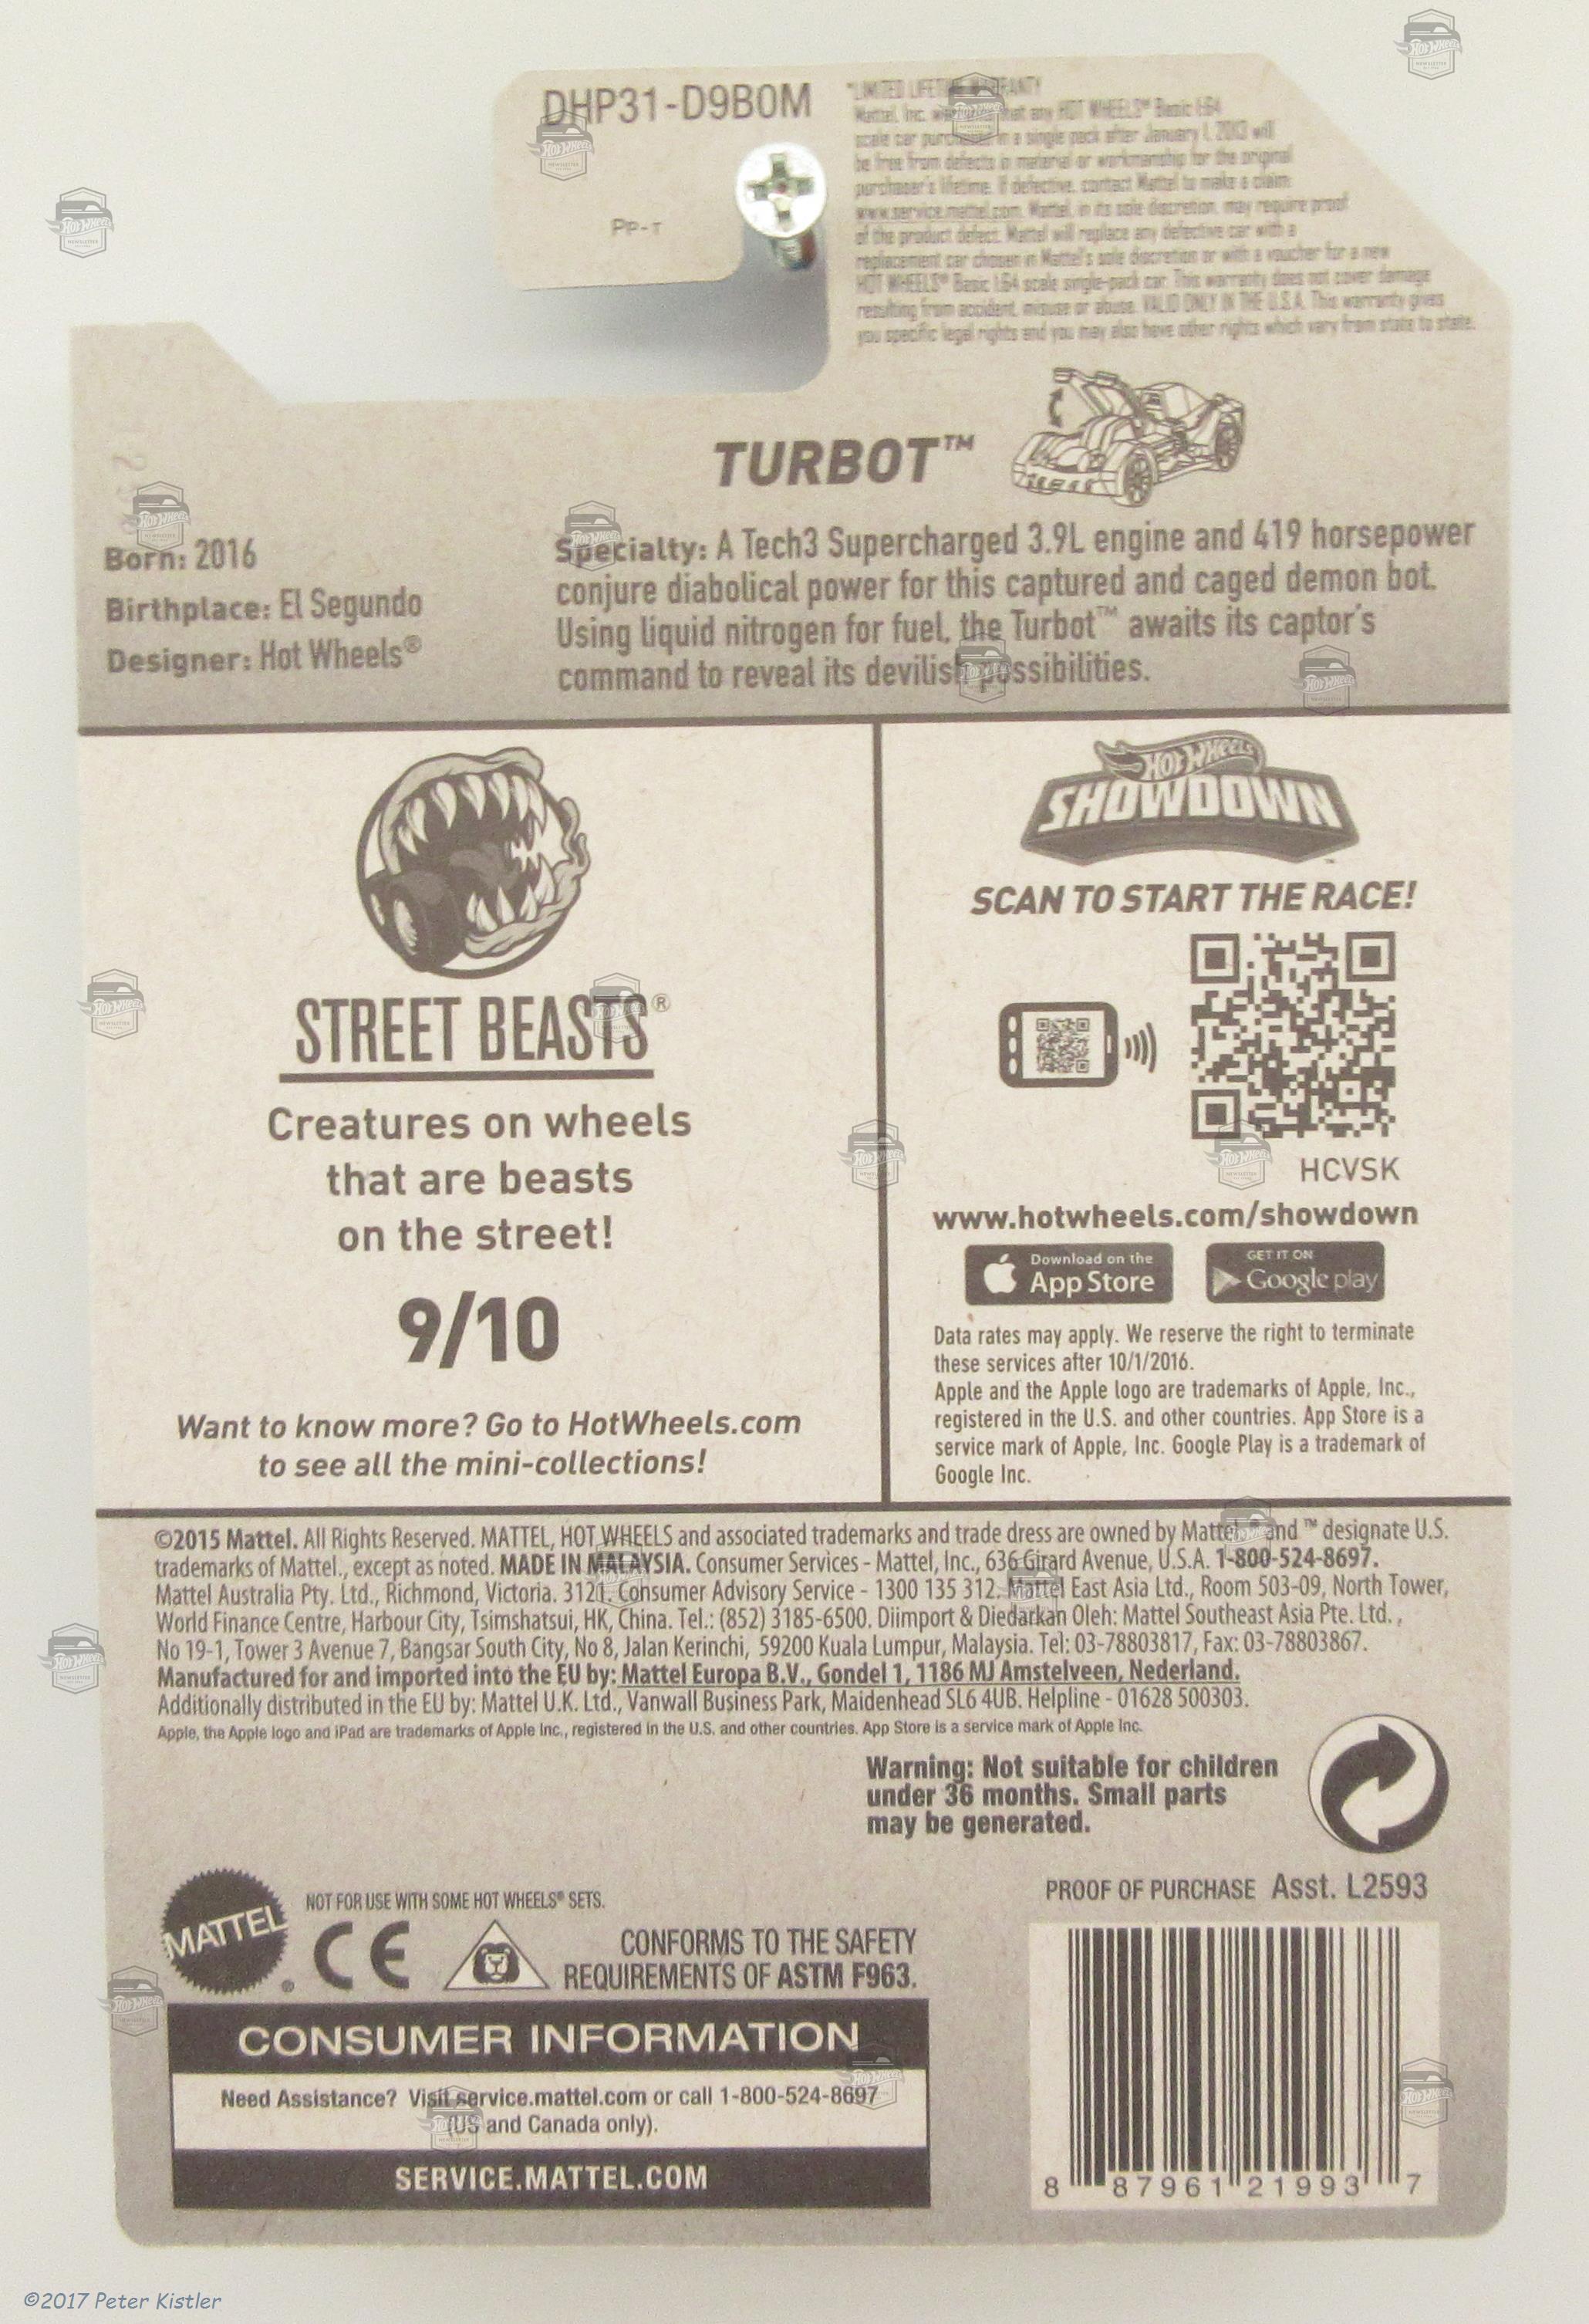 DHP31-D9B0M
PP-T
*LIMITED LIFETIME WARRANTY
Mattel, Inc. warrants that any HOT WHEELS® Basic 1:64
scale car purchased in a single pack after January 1, 2013 will
be free from defects in material or workmanship for the original
purchaser's lifetime. If defective, contact Mattel to make a claim:
www.service.mattel.com. Mattel, in its sole discretion, may require proof
of the product defect. Mattel will replace any defective car with a
replacement car chosen in Mattel's sole discretion or with a voucher for a new
HOT WHEELS® Basic 1:64 scale single-pack car. This warranty does not cover damage
resulting from accident, misuse or abuse. VALID ONLY IN THE U.S.A. This warranty gives
you specific legal rights and you may also have other rights which vary from state to state.
TURBOT™
Born: 2016
Birthplace: El Segundo
Designer: Hot Wheels®
Specialty: A Tech3 Supercharged 3.9L engine and 419 horsepower
conjure diabolical power for this captured and caged demon bot.
Using liquid nitrogen for fuel, the Turbot™ awaits its captor's
command to reveal its devilish possibilities.
STREET BEASTS®
Creatures on wheels
that are beasts
on the street!
9/10
Want to know more? Go to HotWheels.com
to see all the mini-collections!
HOT WHEELS
SHOWDOWN™
SCAN TO START THE RACE!
HCVSK
www.hotwheels.com/showdown
Download on the
App Store
GET IT ON
Google play
Data rates may apply. We reserve the right to terminate
these services after 10/1/2016.
Apple and the Apple logo are trademarks of Apple, Inc.,
registered in the U.S. and other countries. App Store is a
service mark of Apple, Inc. Google Play is a trademark of
Google Inc.
©2015 Mattel. All Rights Reserved. MATTEL, HOT WHEELS and associated trademarks and trade dress are owned by Mattel and ™ designate U.S.
trademarks of Mattel., except as noted. MADE IN MALAYSIA. Consumer Services - Mattel, Inc., 636 Girard Avenue, U.S.A. 1-800-524-8697.
Mattel Australia Pty. Ltd., Richmond, Victoria. 3121. Consumer Advisory Service - 1300 135 312. Mattel East Asia Ltd., Room 503-09, North Tower,
World Finance Centre, Harbour City, Tsimshatsui, HK, China. Tel.: (852) 3185-6500. Diimport & Diedarkan Oleh: Mattel Southeast Asia Pte. Ltd. ,
No 19-1, Tower 3 Avenue 7, Bangsar South City, No 8, Jalan Kerinchi, 59200 Kuala Lumpur, Malaysia. Tel: 03-78803817, Fax: 03-78803867.
Manufactured for and imported into the EU by: Mattel Europa B.V., Gondel 1, 1186 MJ Amstelveen, Nederland.
Additionally distributed in the EU by: Mattel U.K. Ltd., Vanwall Business Park, Maidenhead SL6 4UB. Helpline - 01628 500303.
Apple, the Apple logo and iPad are trademarks of Apple Inc., registered in the U.S. and other countries. App Store is a service mark of Apple Inc.
Warning: Not suitable for children
under 36 months. Small parts
may be generated.
MATTEL®
NOT FOR USE WITH SOME HOT WHEELS® SETS.
CE
CONFORMS TO THE SAFETY
REQUIREMENTS OF ASTM F963.
PROOF OF PURCHASE Asst. L2593
CONSUMER INFORMATION
Need Assistance? Visit service.mattel.com or call 1-800-524-8697
(US and Canada only).
SERVICE.MATTEL.COM
8 87961 21993 7
©2017 Peter Kistler